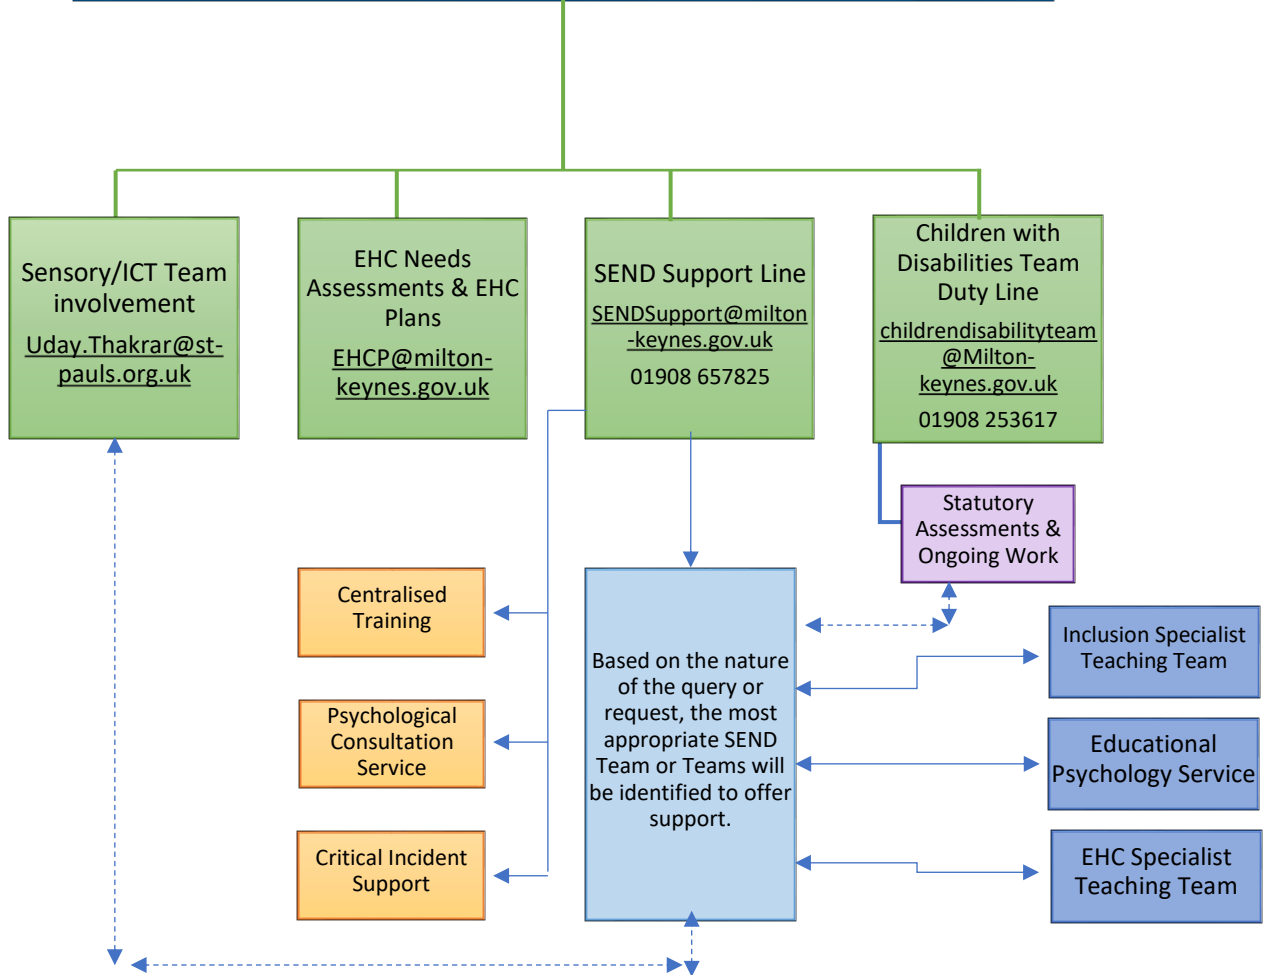 Sensory/ICT Team
involvement
Uday.Thakrar@st-
pauls.org.uk
EHC Needs
Assessments & EHC
Plans
EHCP@milton-
keynes.gov.uk
SEND Support Line
SENDSupport@milton
-keynes.gov.uk
01908 657825
Children with
Disabilities Team
Duty Line
childrendisabilityteam
@Milton-
keynes.gov.uk
01908 253617
Statutory
Assessments &
Ongoing Work
Centralised
Training
Psychological
Consultation
Service
Critical Incident
Support
Based on the nature
of the query or
request, the most
appropriate SEND
Team or Teams will
be identified to offer
support.
Inclusion Specialist
Teaching Team
Educational
Psychology Service
EHC Specialist
Teaching Team